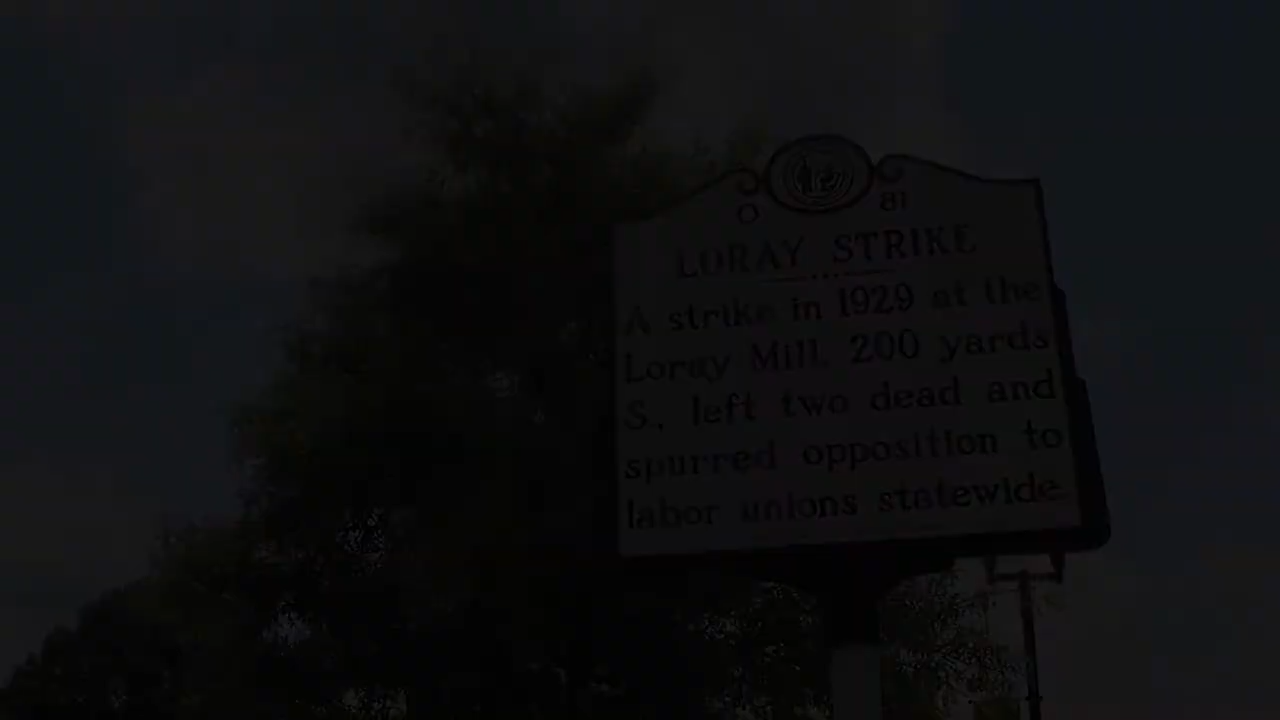 O 81
LORAY STRIKE
A strike in 1929 at the
Loray Mill, 200 yards
S., left two dead and
spurred opposition to
labor unions statewide.